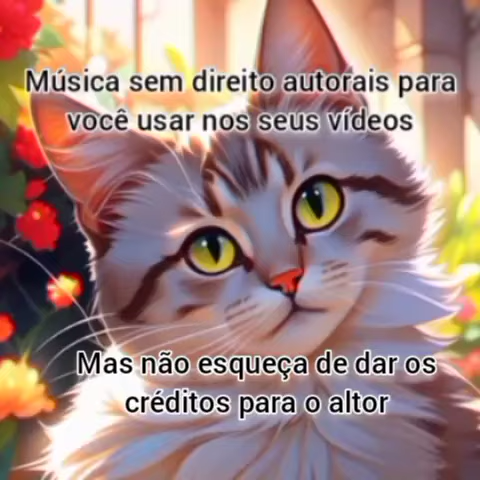 Música sem direito autorais para
você usar nos seus vídeos
Mas não esqueça de dar os
créditos para o altor